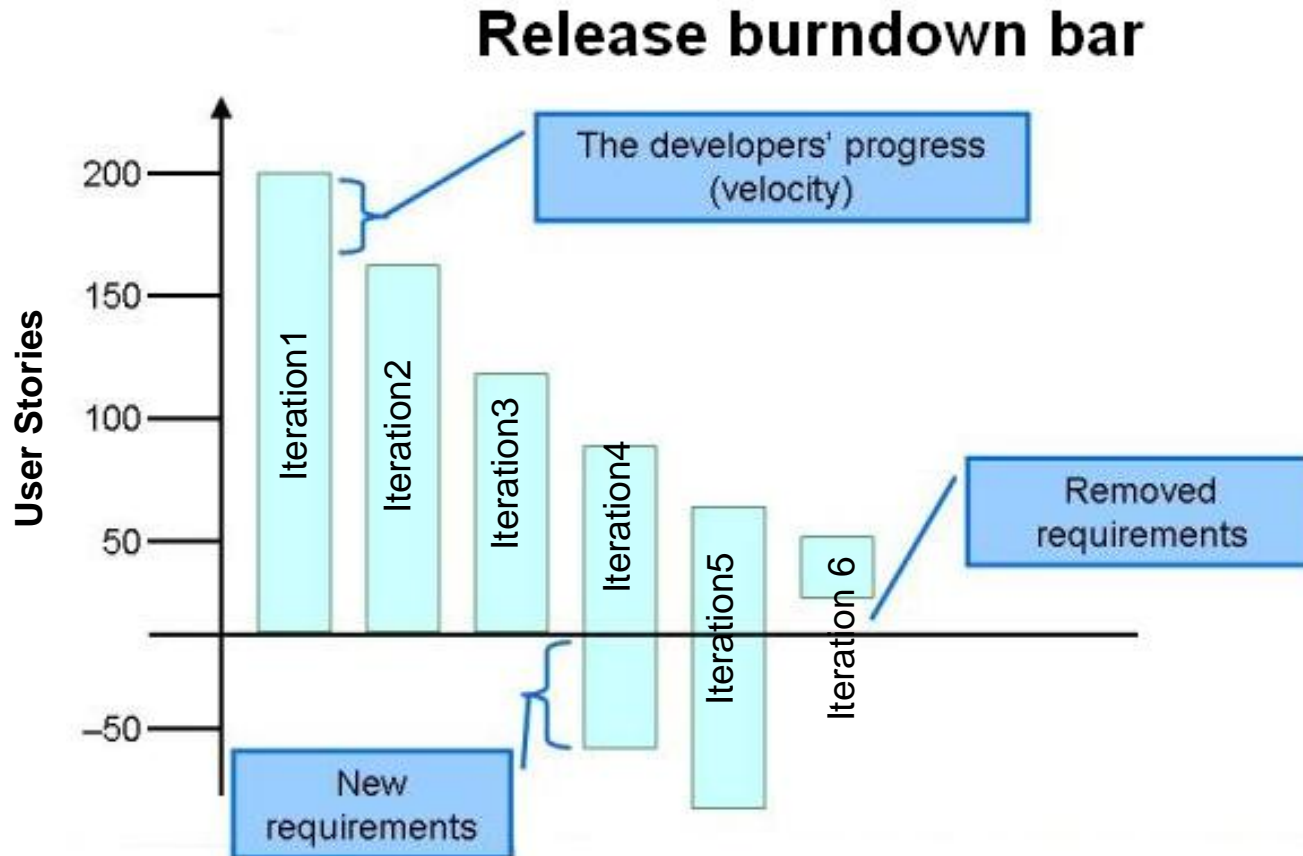 Release burndown bar
The developers' progress
(velocity)
200
150
100
50
–50
User Stories
Iteration1
Iteration2
Iteration3
Iteration4
Iteration5
Iteration 6
Removed
requirements
New
requirements